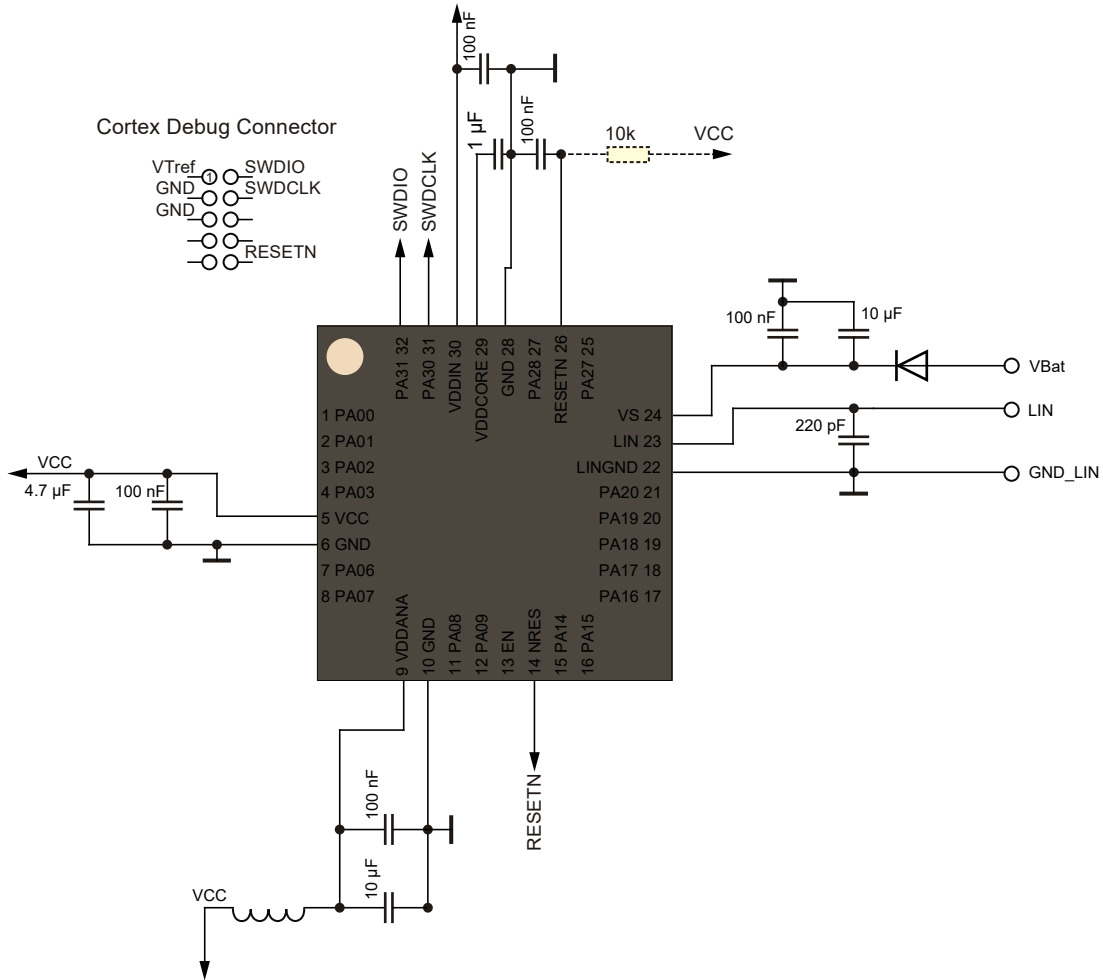 100 nF
Cortex Debug Connector
1 µF
100 nF
10k
VCC
VTref
1
SWDIO
GND
SWDCLK
GND
RESETN
SWDIO
SWDCLK
100 nF
10 µF
VBat
LIN
220 pF
GND_LIN
PA31 32
PA30 31
VDDIN 30
VDDCORE 29
GND 28
PA28 27
RESETN 26
PA27 25
1 PA00
2 PA01
3 PA02
4 PA03
5 VCC
6 GND
7 PA06
8 PA07
VS 24
LIN 23
LINGND 22
PA20 21
PA19 20
PA18 19
PA17 18
PA16 17
VCC
4.7 µF
100 nF
9 VDDANA
10 GND
11 PA08
12 PA09
13 EN
14 NRES
15 PA14
16 PA15
RESETN
100 nF
10 µF
VCC